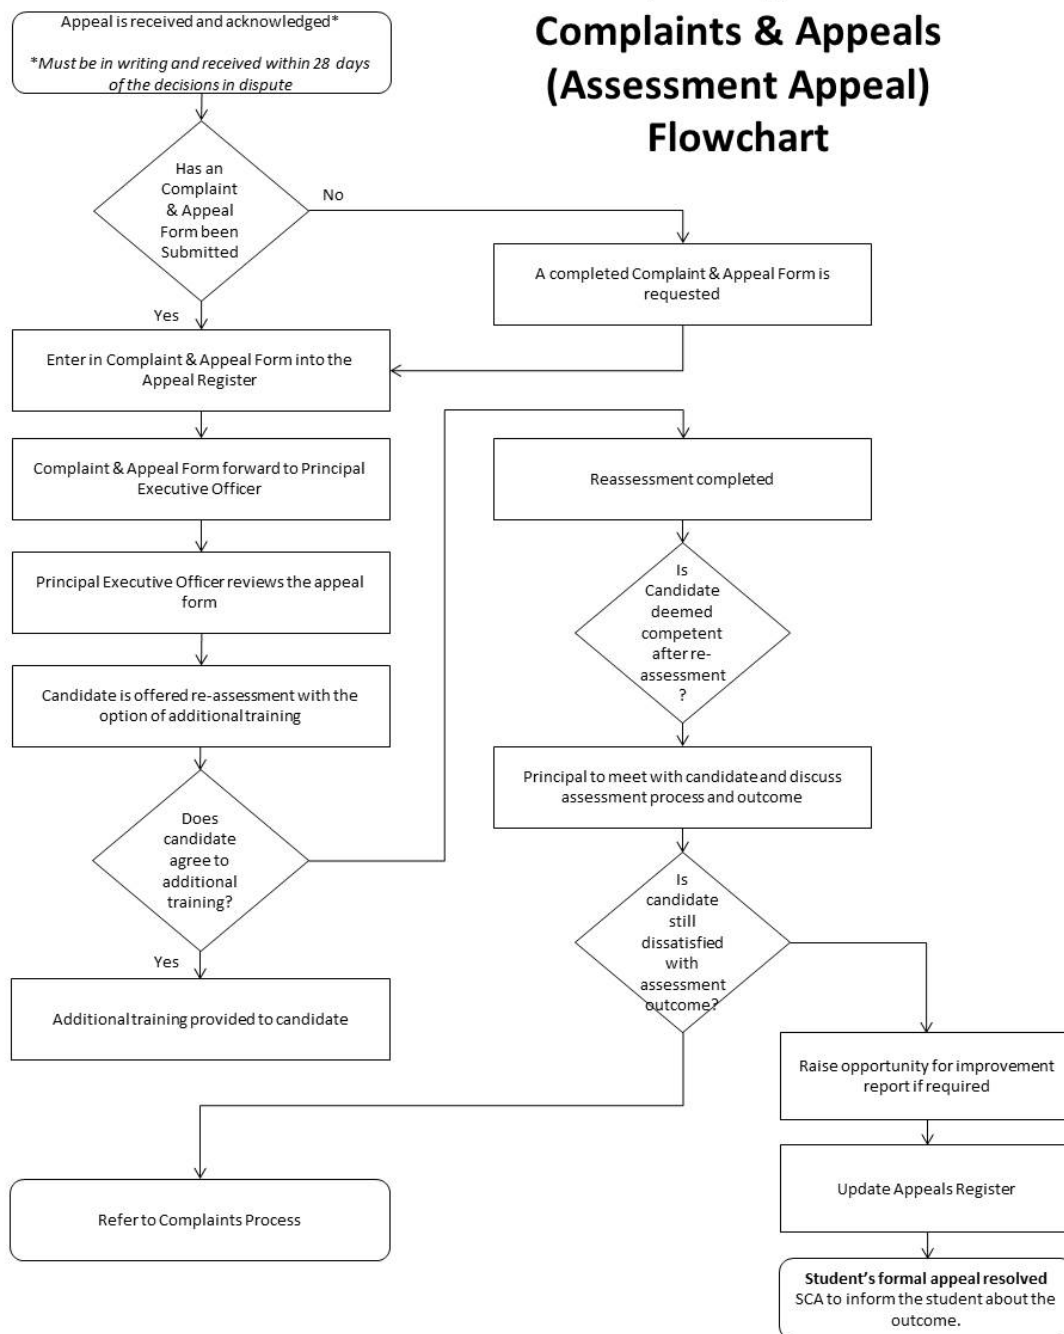 Complaints & Appeals
(Assessment Appeal)
Flowchart
Appeal is received and acknowledged*
*Must be in writing and received within 28 days
of the decisions in dispute
Has an
Complaint
& Appeal
Form been
Submitted
No
A completed Complaint & Appeal Form is
requested
Yes
Enter in Complaint & Appeal Form into the
Appeal Register
Complaint & Appeal Form forward to Principal
Executive Officer
Principal Executive Officer reviews the appeal
form
Candidate is offered re-assessment with the
option of additional training
Does
candidate
agree to
additional
training?
Yes
Additional training provided to candidate
Reassessment completed
Is
Candidate
deemed
competent
after re-
assessment
?
Principal to meet with candidate and discuss
assessment process and outcome
Is
candidate
still
dissatisfied
with
assessment
outcome?
Refer to Complaints Process
Raise opportunity for improvement
report if required
Update Appeals Register
Student's formal appeal resolved
SCA to inform the student about the
outcome.